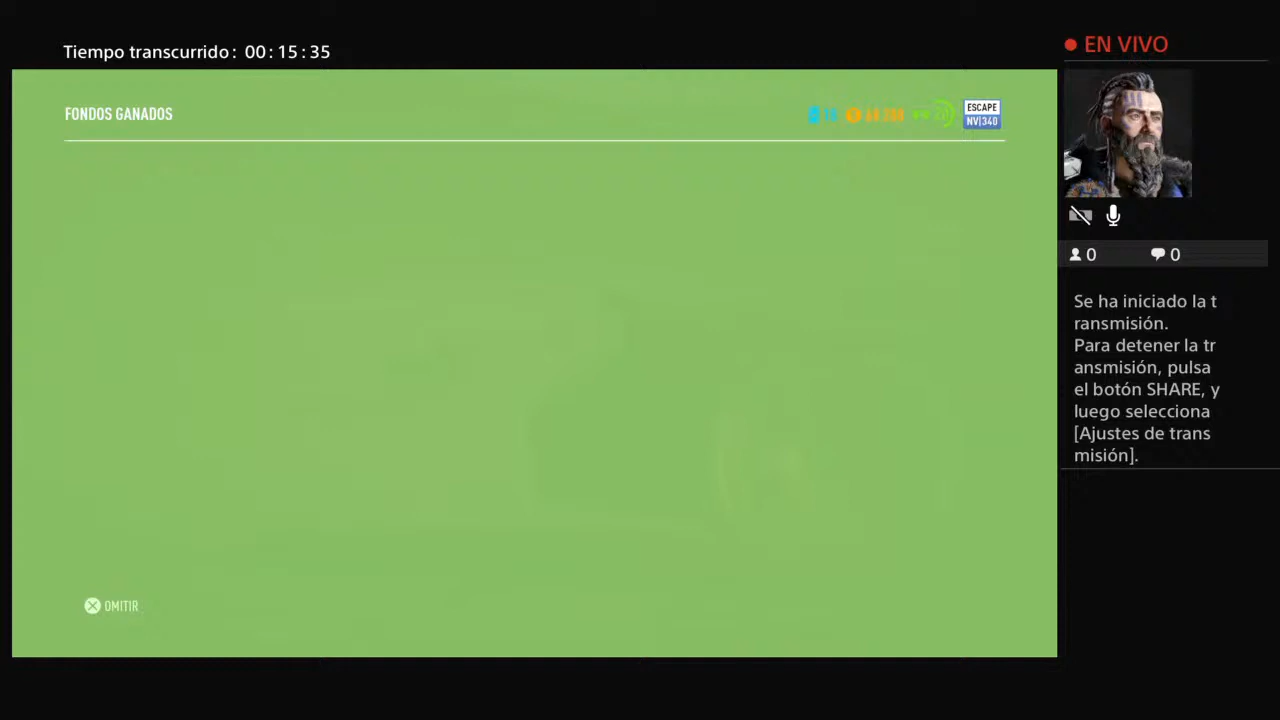 Tiempo transcurrido: 00:15:35
EN VIVO
FONDOS GANADOS
ESCAPE
NV|340
0
0
Se ha iniciado la t
ransmisión.
Para detener la tr
ansmisión, pulsa
el botón SHARE, y
luego selecciona
[Ajustes de trans
misión].
OMITIR